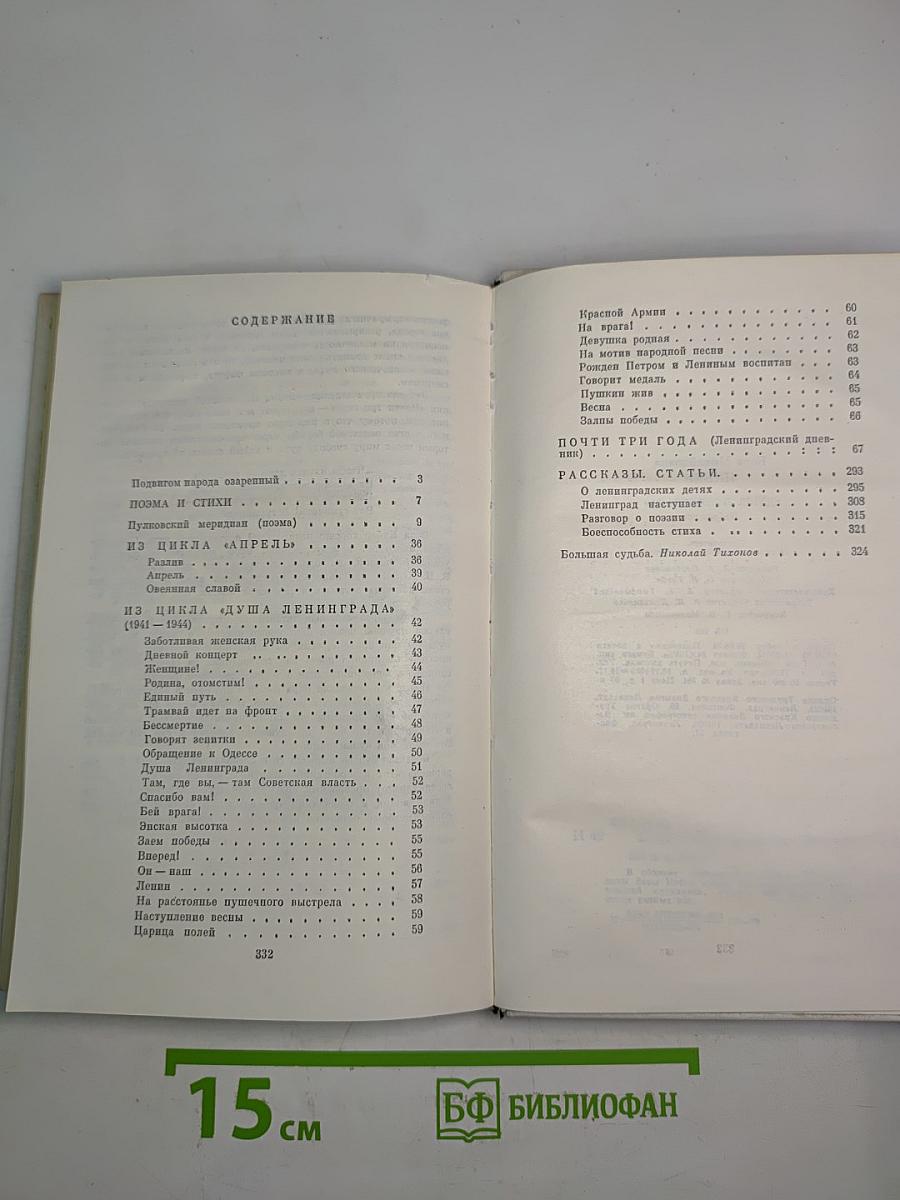 СОДЕРЖАНИЕ
Подвигом народа озаренный . . . . . . . . 3
ПОЭМА И СТИХИ . . . . . . . . . . . 7
Пулковский меридиан (поэма) . . . . . . . 9
ИЗ ЦИКЛА «АПРЕЛЬ» . . . . . . . 36
Разлив . . . . . . . . . . . . . 36
Апрель . . . . . . . . . . . . . 39
Овеянная славой . . . . . . . . . . 40
ИЗ ЦИКЛА «ДУША ЛЕНИНГРАДА»
(1941 — 1944) . . . . . . . . . . . . . 42
Заботливая женская рука . . . . . . . 42
Дневной концерт . . . . . . . . . . 43
Женщине! . . . . . . . . . . . . 44
Родина, отомстим! . . . . . . . . . . 45
Единый путь . . . . . . . . . . . 46
Трамвай идет на фронт . . . . . . . . 47
Бессмертие . . . . . . . . . . . . 48
Говорят зенитки . . . . . . . . . . 49
Обращение к Одессе . . . . . . . . . 50
Душа Ленинграда . . . . . . . . . 51
Там, где вы, — там Советская власть . . . 52
Спасибо вам! . . . . . . . . . . . 52
Бей врага! . . . . . . . . . . . . 53
Энская высотка . . . . . . . . . . 53
Заем победы . . . . . . . . . . . 55
Вперед! . . . . . . . . . . . . . 55
Он — наш . . . . . . . . . . . . 56
Ленин . . . . . . . . . . . . . 57
На расстоянье пушечного выстрела . . . . 58
Наступление весны . . . . . . . . . 59
Царица полей . . . . . . . . . . . 59
332
Красной Армии . . . . . . . . . . 60
На врага! . . . . . . . . . . . . 61
Девушка родная . . . . . . . . . . 62
На мотив народной песни . . . . . . . 63
Рожден Петром и Лениным воспитан . . . 63
Говорит медаль . . . . . . . . . . 64
Пушкин жив . . . . . . . . . . . 65
Весна . . . . . . . . . . . . . 65
Залпы победы . . . . . . . . . . . 66
ПОЧТИ ТРИ ГОДА (Ленинградский днев-
ник) . . . . . . . . . . . . . . . 67
РАССКАЗЫ. СТАТЬИ. . . . . . . . . 293
О ленинградских детях . . . . . . . . 295
Ленинград наступает . . . . . . . . . 308
Разговор о поэзии . . . . . . . . . . 315
Боеспособность стиха . . . . . . . . . 321
Большая судьба. Николай Тихонов . . . . . . 324
15 см
БФ БИБЛИОФАН